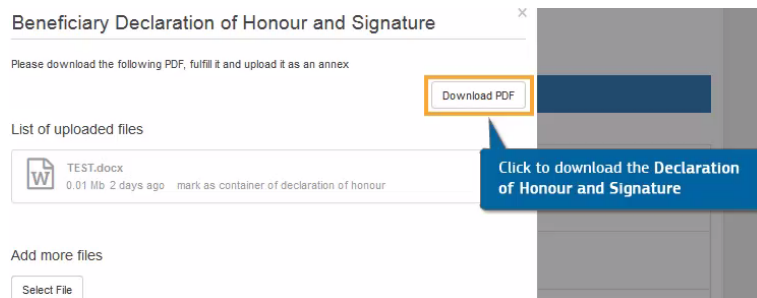 Beneficiary Declaration of Honour and Signature
×
Please download the following PDF, fulfill it and upload it as an annex
Download PDF
List of uploaded files
W
TEST.docx
0.01 Mb 2 days ago mark as container of declaration of honour
Click to download the Declaration
of Honour and Signature
Add more files
Select File